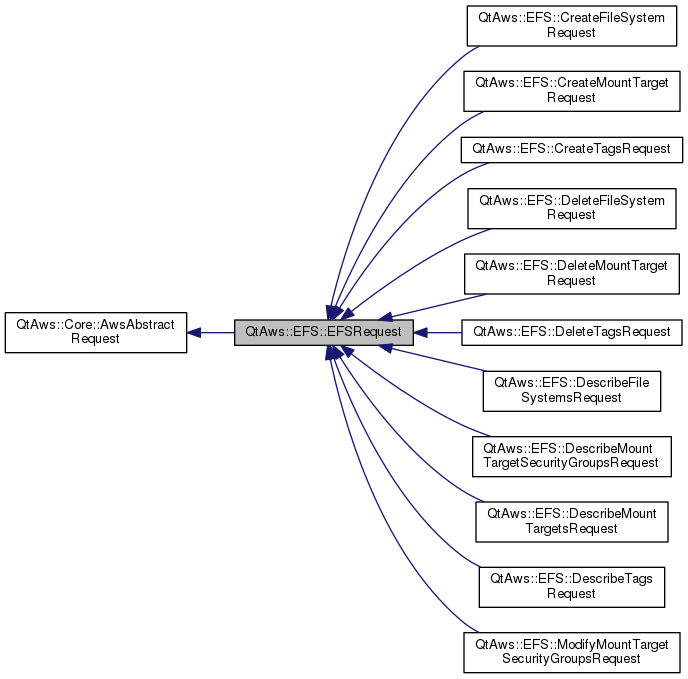 QtAws::EFS::CreateFileSystem
Request
QtAws::EFS::CreateMountTarget
Request
QtAws::EFS::CreateTagsRequest
QtAws::EFS::DeleteFileSystem
Request
QtAws::EFS::DeleteMountTarget
Request
QtAws::Core::AwsAbstract
Request
QtAws::EFS::EFSRequest
QtAws::EFS::DeleteTagsRequest
QtAws::EFS::DescribeFile
SystemsRequest
QtAws::EFS::DescribeMount
TargetSecurityGroupsRequest
QtAws::EFS::DescribeMount
TargetsRequest
QtAws::EFS::DescribeTags
Request
QtAws::EFS::ModifyMountTarget
SecurityGroupsRequest